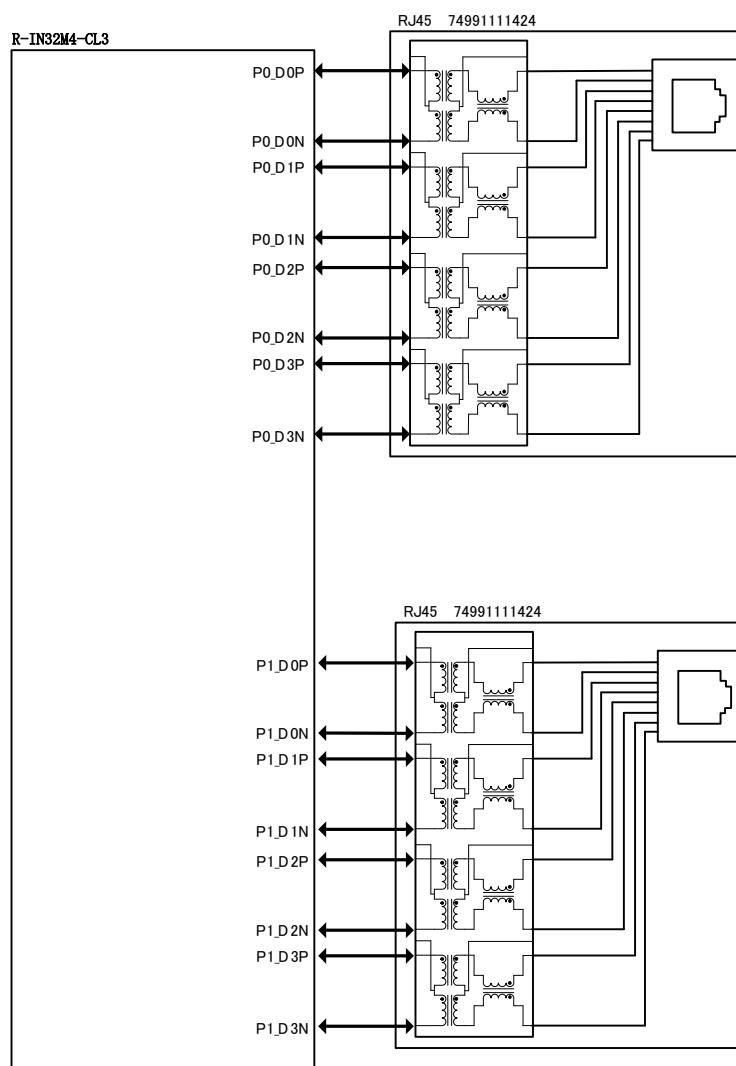 RJ45 74991111424
R-IN32M4-CL3
P0_D0P
P0_D0N
P0_D1P
P0_D1N
P0_D2P
P0_D2N
P0_D3P
P0_D3N
RJ45 74991111424
P1_D0P
P1_D0N
P1_D1P
P1_D1N
P1_D2P
P1_D2N
P1_D3P
P1_D3N